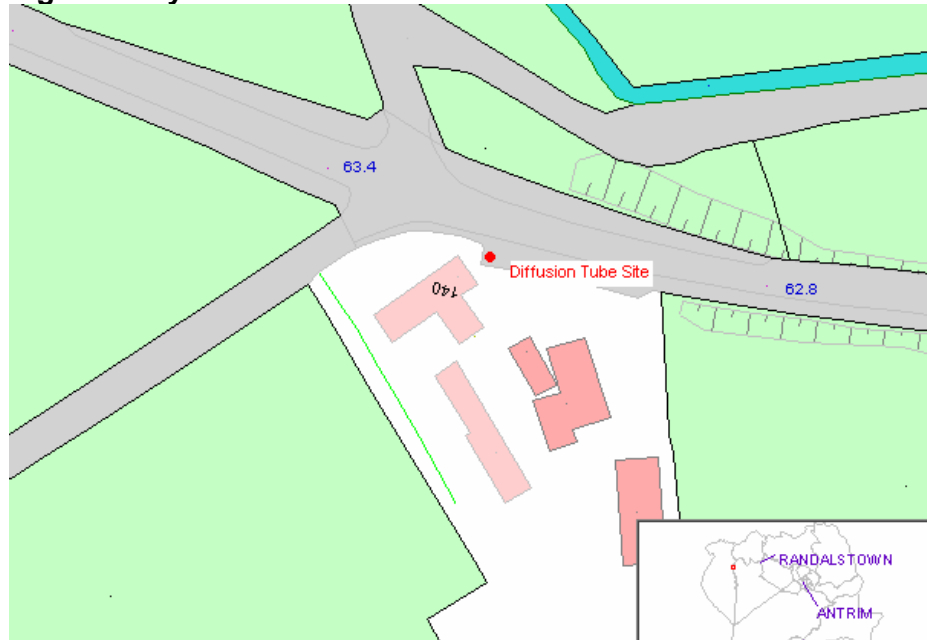 63.4
Diffusion Tube Site
140
62.8
RANDALSTOWN
ANTRIM